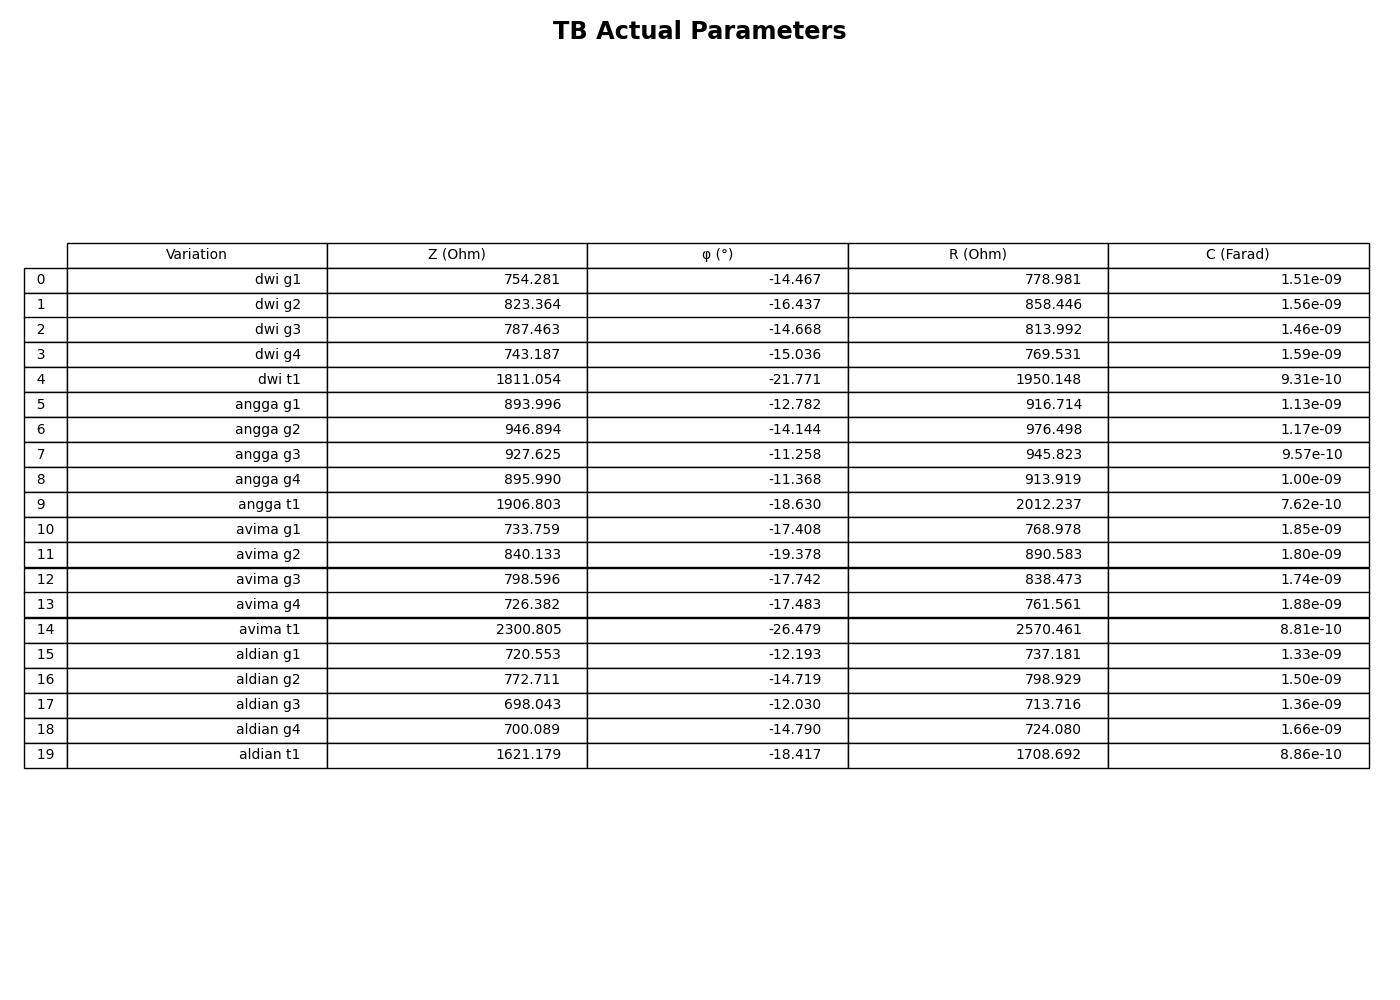 TB Actual Parameters
Variation Z (Ohm) φ (°) R (Ohm) C (Farad)
0 dwi g1 754.281 -14.467 778.981 1.51e-09
1 dwi g2 823.364 -16.437 858.446 1.56e-09
2 dwi g3 787.463 -14.668 813.992 1.46e-09
3 dwi g4 743.187 -15.036 769.531 1.59e-09
4 dwi t1 1811.054 -21.771 1950.148 9.31e-10
5 angga g1 893.996 -12.782 916.714 1.13e-09
6 angga g2 946.894 -14.144 976.498 1.17e-09
7 angga g3 927.625 -11.258 945.823 9.57e-10
8 angga g4 895.990 -11.368 913.919 1.00e-09
9 angga t1 1906.803 -18.630 2012.237 7.62e-10
10 avima g1 733.759 -17.408 768.978 1.85e-09
11 avima g2 840.133 -19.378 890.583 1.80e-09
12 avima g3 798.596 -17.742 838.473 1.74e-09
13 avima g4 726.382 -17.483 761.561 1.88e-09
14 avima t1 2300.805 -26.479 2570.461 8.81e-10
15 aldian g1 720.553 -12.193 737.181 1.33e-09
16 aldian g2 772.711 -14.719 798.929 1.50e-09
17 aldian g3 698.043 -12.030 713.716 1.36e-09
18 aldian g4 700.089 -14.790 724.080 1.66e-09
19 aldian t1 1621.179 -18.417 1708.692 8.86e-10